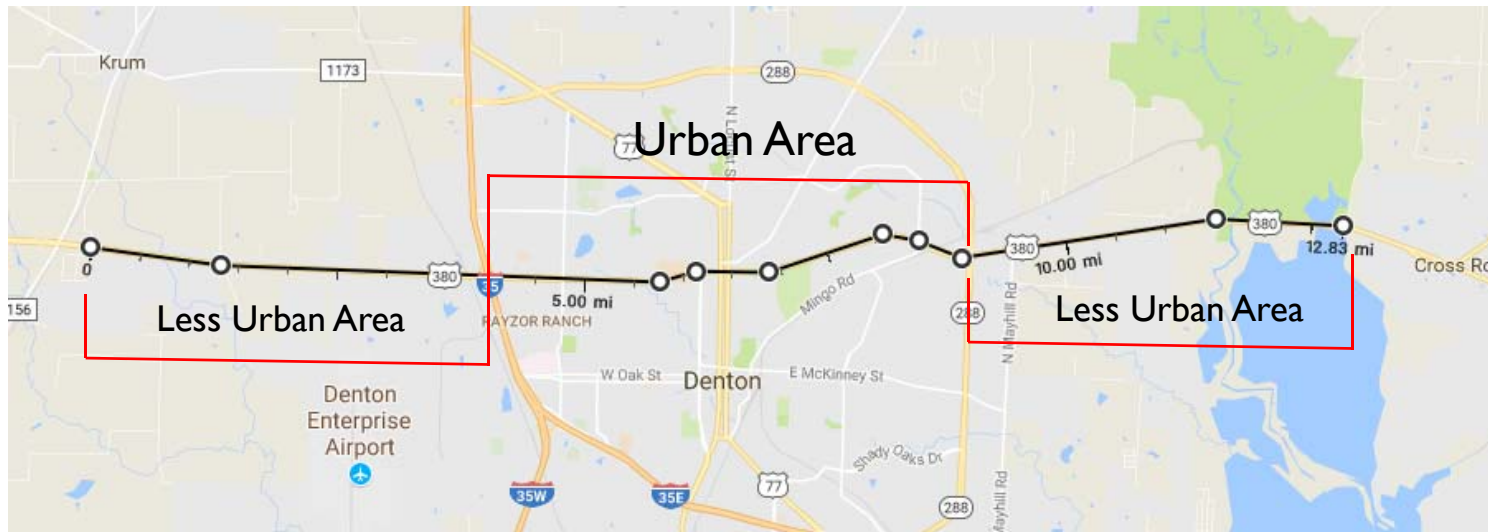 Krum
1173
288
N Locust St
77
Urban Area
380
12.83 mi
380
10.00 mi
Cross Ro
0
380
35
5.00 mi
Mingo Rd
156
Less Urban Area
RAYZOR RANCH
288
N Mayhill Rd
Less Urban Area
W Oak St
Denton
E McKinney St
Denton
Enterprise
Airport
Shady Oaks Dr
35W
35E
77
288
Mayhill Rd